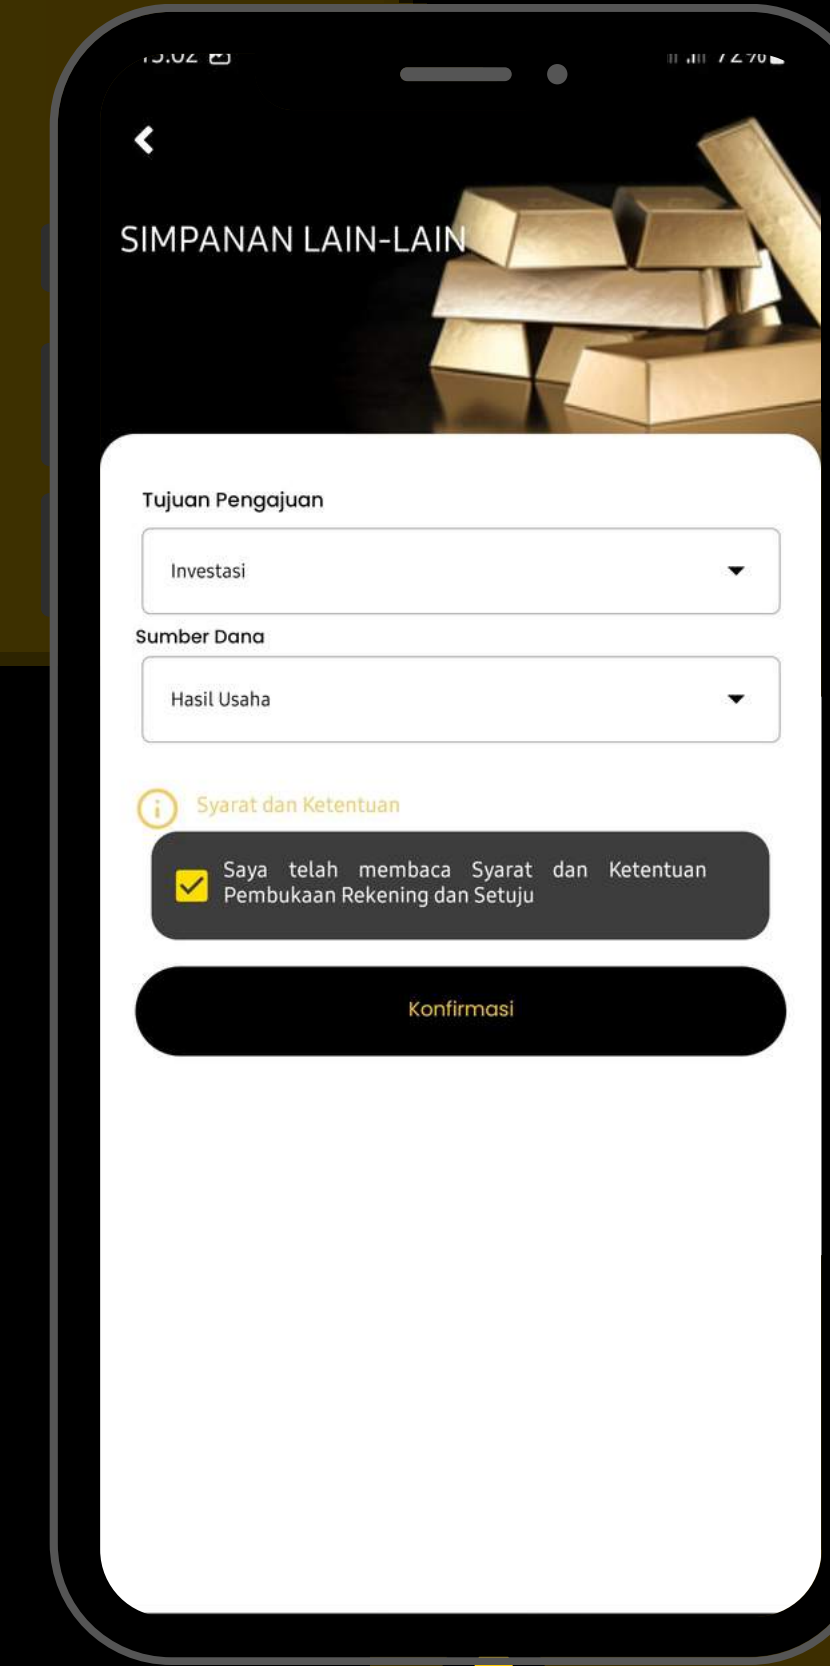 SIMPANAN LAIN-LAIN
Tujuan Pengajuan
Investasi
Sumber Dana
Hasil Usaha
Syarat dan Ketentuan
Saya telah membaca Syarat dan Ketentuan
Pembukaan Rekening dan Setuju
Konfirmasi